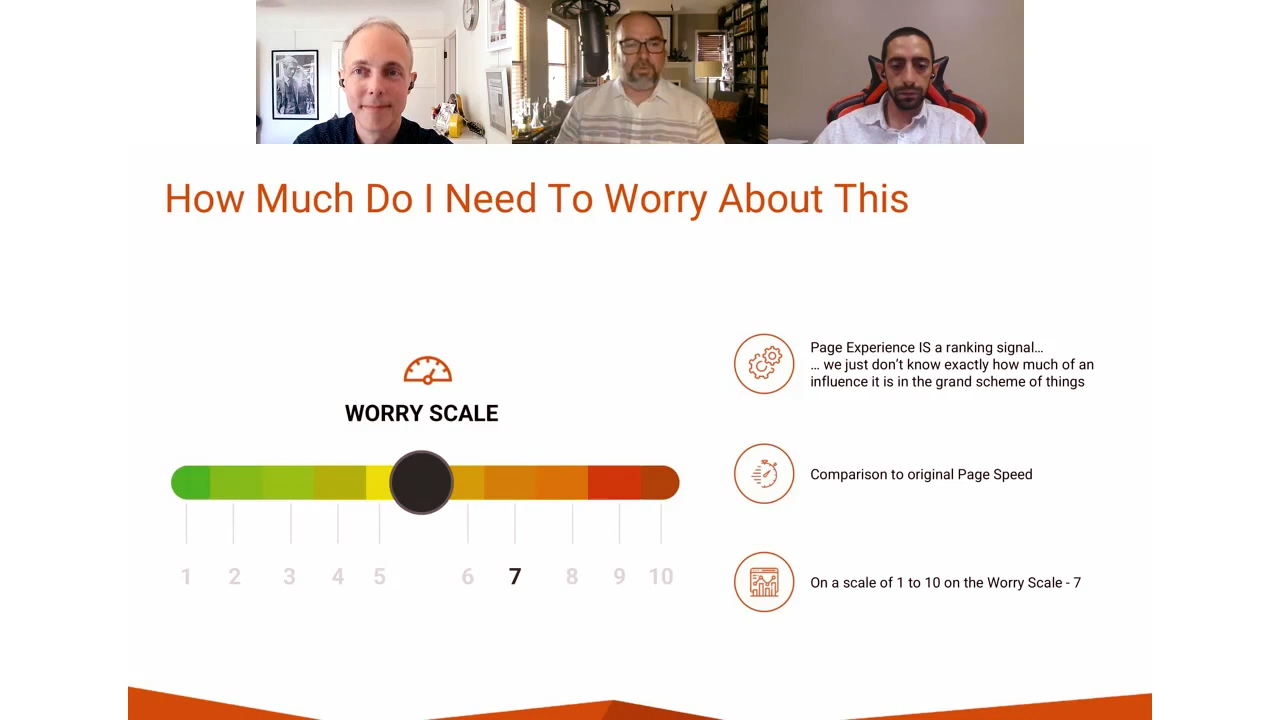 How Much Do I Need To Worry About This
WORRY SCALE
1 2 3 4 5 6 7 8 9 10
Page Experience IS a ranking signal…
… we just don’t know exactly how much of an
influence it is in the grand scheme of things
Comparison to original Page Speed
On a scale of 1 to 10 on the Worry Scale - 7